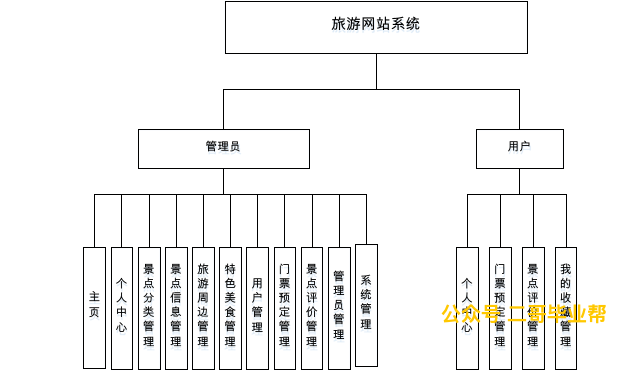 旅游网站系统
管理员
用户
主页
个人中心
景点分类管理
景点信息管理
旅游周边管理
特色美食管理
用户管理
门票预定管理
景点评价管理
管理员管理
系统管理
个人中心
门票预定管理
景点评价管理
我的收藏管理
公众号:二哥毕业帮